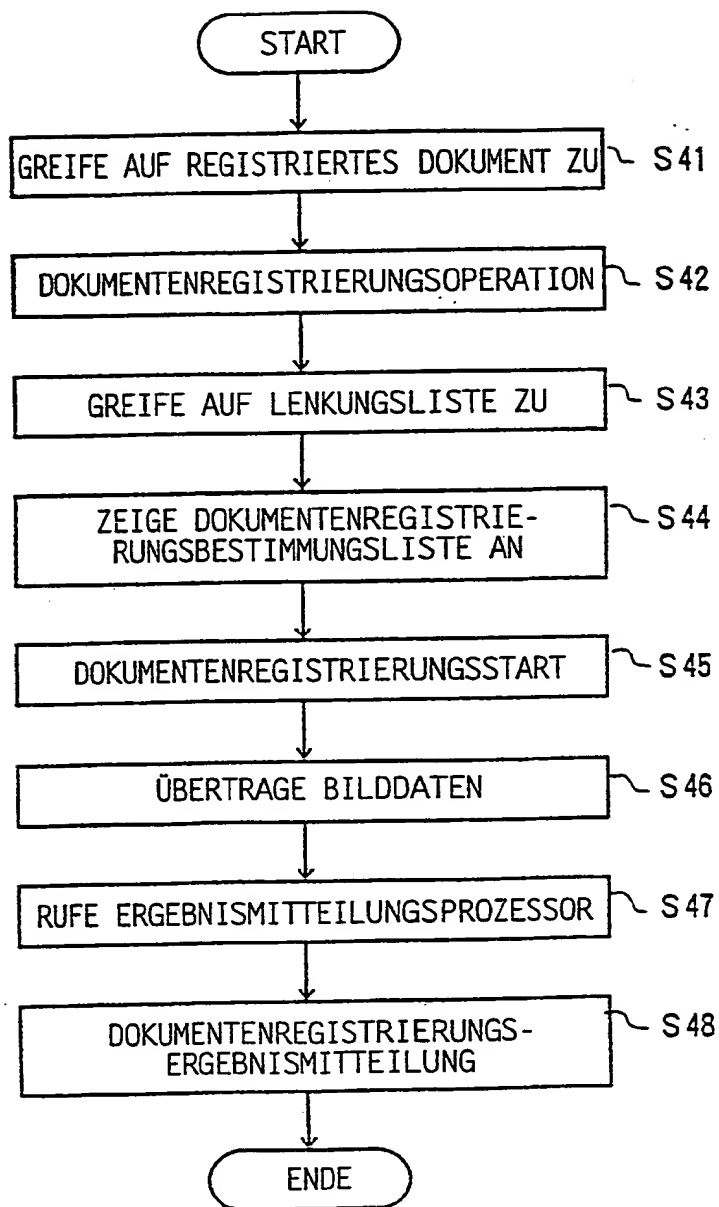 START
GREIFE AUF REGISTRIERTES DOKUMENT ZU S41
DOKUMENTENREGISTRIERUNGSOPERATION S42
GREIFE AUF LENKUNGSLISTE ZU S43
ZEIGE DOKUMENTENREGISTRIE- S44
RUNGSBESTIMMUNGSLISTE AN
DOKUMENTENREGISTRIERUNGSSTART S45
ÜBERTRAGE BILDDATEN S46
RUFE ERGEBNISMITTEILUNGSPROZESSOR S47
DOKUMENTENREGISTRIERUNGS- S48
ERGEBNISMITTEILUNG
ENDE